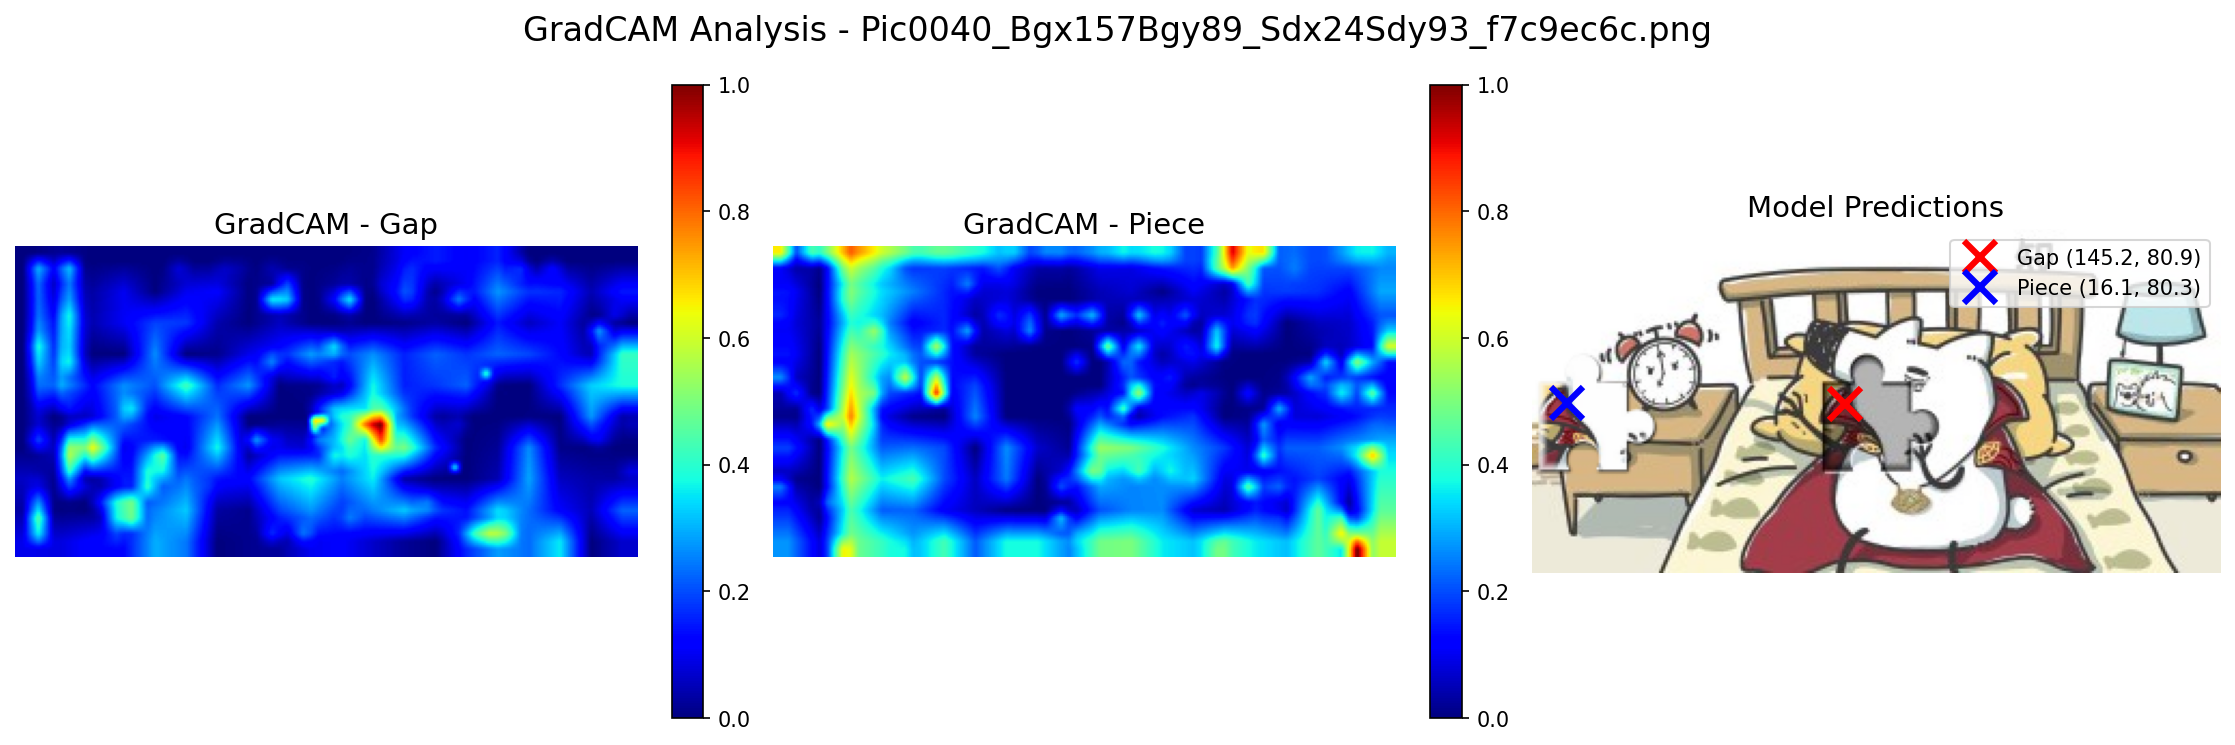 GradCAM Analysis - Pic0040_Bgx157Bgy89_Sdx24Sdy93_f7c9ec6c.png
GradCAM - Gap
1.0
0.8
0.6
0.4
0.2
0.0
GradCAM - Piece
1.0
0.8
0.6
0.4
0.2
0.0
Model Predictions
Gap (145.2, 80.9)
Piece (16.1, 80.3)